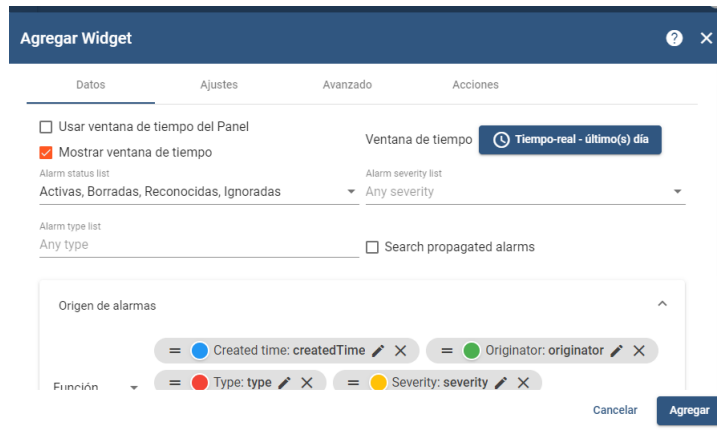 Agregar Widget
Datos Ajustes Avanzado Acciones
Usar ventana de tiempo del Panel
Mostrar ventana de tiempo
Ventana de tiempo Tiempo-real - último(s) día
Alarm status list Alarm severity list
Activas, Borradas, Reconocidas, Ignoradas Any severity
Alarm type list
Any type Search propagated alarms
Origen de alarmas
Created time: createdTime Originator: originator
Función Type: type Severity: severity
Cancelar Agregar